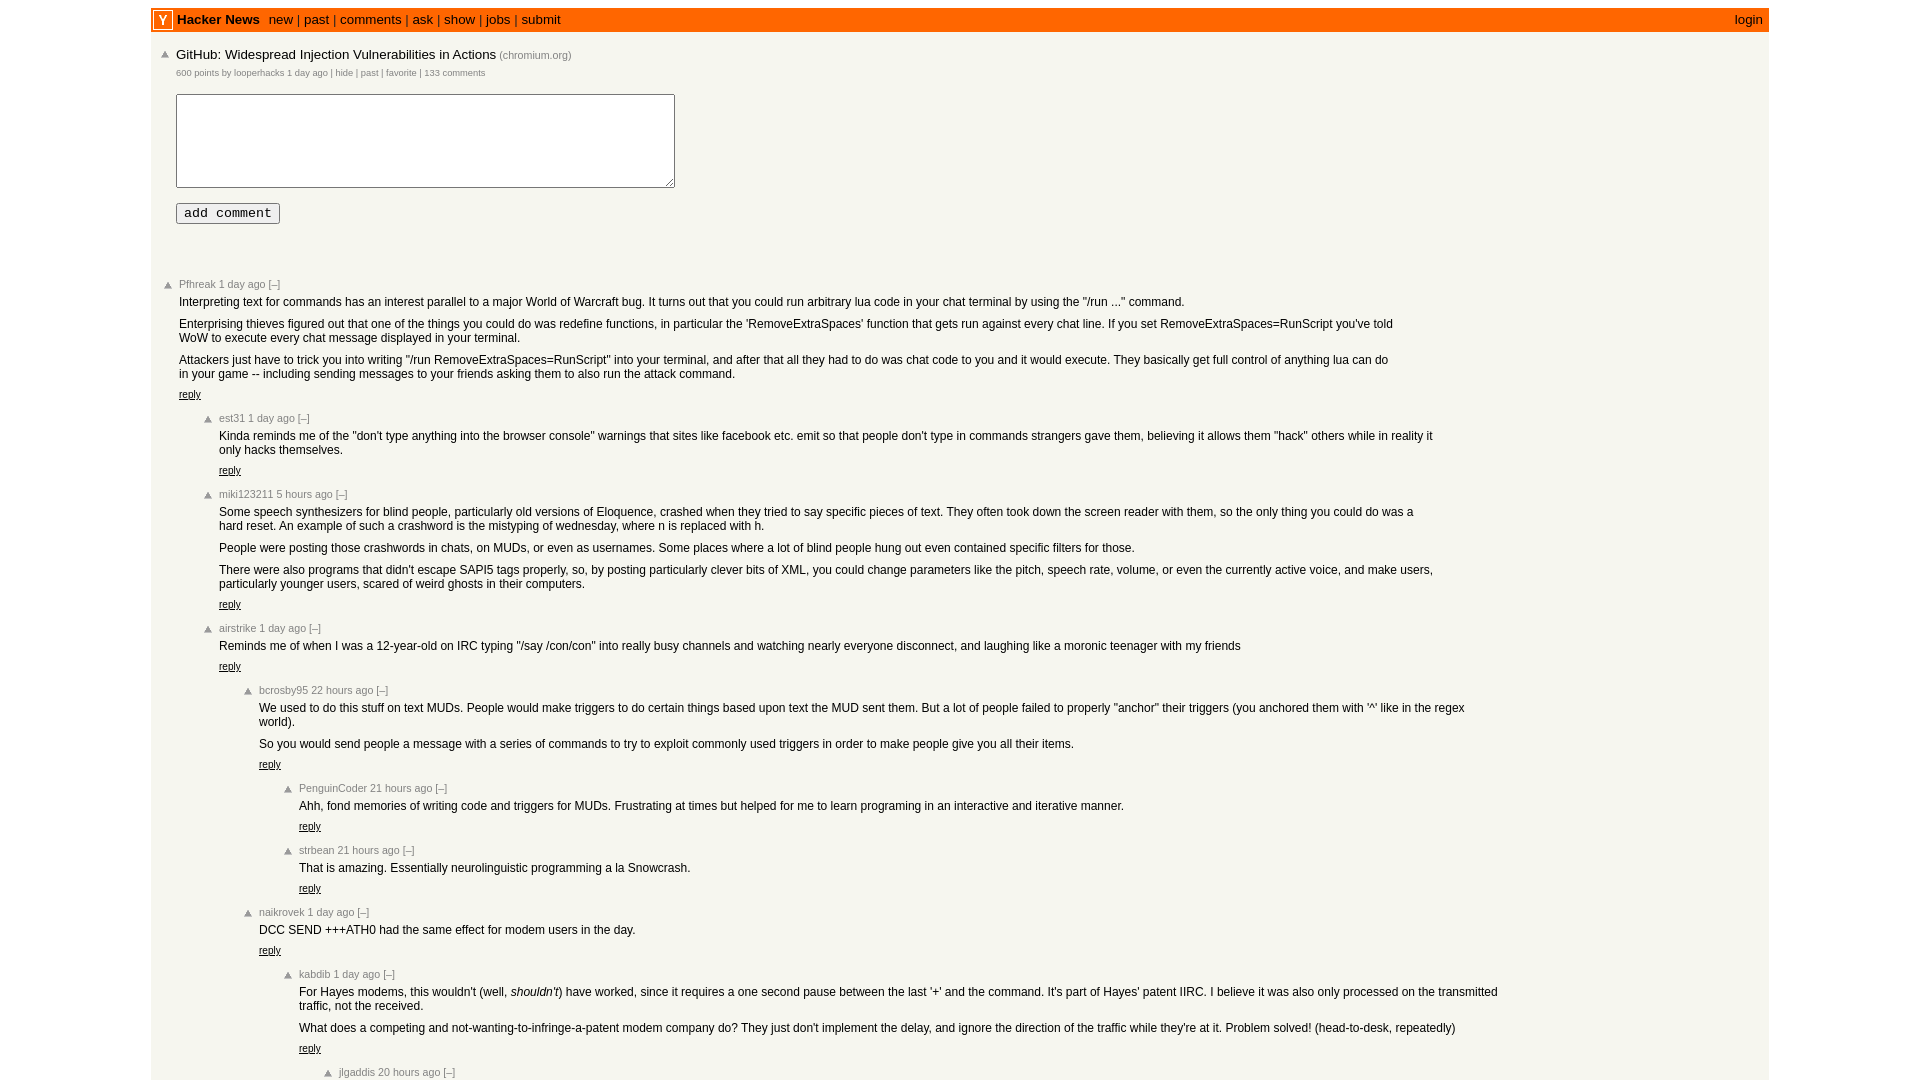 Y Hacker News new | past | comments | ask | show | jobs | submit login
GitHub: Widespread Injection Vulnerabilities in Actions (chromium.org)
600 points by looperhacks 1 day ago | hide | past | favorite | 133 comments
add comment
Pfhreak 1 day ago [–]
Interpreting text for commands has an interest parallel to a major World of Warcraft bug. It turns out that you could run arbitrary lua code in your chat terminal by using the "/run ..." command.
Enterprising thieves figured out that one of the things you could do was redefine functions, in particular the 'RemoveExtraSpaces' function that gets run against every chat line. If you set RemoveExtraSpaces=RunScript you've told
WoW to execute every chat message displayed in your terminal.
Attackers just have to trick you into writing "/run RemoveExtraSpaces=RunScript" into your terminal, and after that all they had to do was chat code to you and it would execute. They basically get full control of anything lua can do
in your game -- including sending messages to your friends asking them to also run the attack command.
reply
est31 1 day ago [–]
Kinda reminds me of the "don't type anything into the browser console" warnings that sites like facebook etc. emit so that people don't type in commands strangers gave them, believing it allows them "hack" others while in reality it
only hacks themselves.
reply
miki123211 5 hours ago [–]
Some speech synthesizers for blind people, particularly old versions of Eloquence, crashed when they tried to say specific pieces of text. They often took down the screen reader with them, so the only thing you could do was a
hard reset. An example of such a crashword is the mistyping of wednesday, where n is replaced with h.
People were posting those crashwords in chats, on MUDs, or even as usernames. Some places where a lot of blind people hung out even contained specific filters for those.
There were also programs that didn't escape SAPI5 tags properly, so, by posting particularly clever bits of XML, you could change parameters like the pitch, speech rate, volume, or even the currently active voice, and make users,
particularly younger users, scared of weird ghosts in their computers.
reply
airstrike 1 day ago [–]
Reminds me of when I was a 12-year-old on IRC typing "/say /con/con" into really busy channels and watching nearly everyone disconnect, and laughing like a moronic teenager with my friends
reply
bcrosby95 22 hours ago [–]
We used to do this stuff on text MUDs. People would make triggers to do certain things based upon text the MUD sent them. But a lot of people failed to properly "anchor" their triggers (you anchored them with '^' like in the regex
world).
So you would send people a message with a series of commands to try to exploit commonly used triggers in order to make people give you all their items.
reply
PenguinCoder 21 hours ago [–]
Ahh, fond memories of writing code and triggers for MUDs. Frustrating at times but helped for me to learn programing in an interactive and iterative manner.
reply
strbean 21 hours ago [–]
That is amazing. Essentially neurolinguistic programming a la Snowcrash.
reply
naikrovek 1 day ago [–]
DCC SEND +++ATH0 had the same effect for modem users in the day.
reply
kabdib 1 day ago [–]
For Hayes modems, this wouldn't (well, shouldn't) have worked, since it requires a one second pause between the last '+' and the command. It's part of Hayes' patent IIRC. I believe it was also only processed on the transmitted
traffic, not the received.
What does a competing and not-wanting-to-infringe-a-patent modem company do? They just don't implement the delay, and ignore the direction of the traffic while they're at it. Problem solved! (head-to-desk, repeatedly)
reply
jlgaddis 20 hours ago [–]